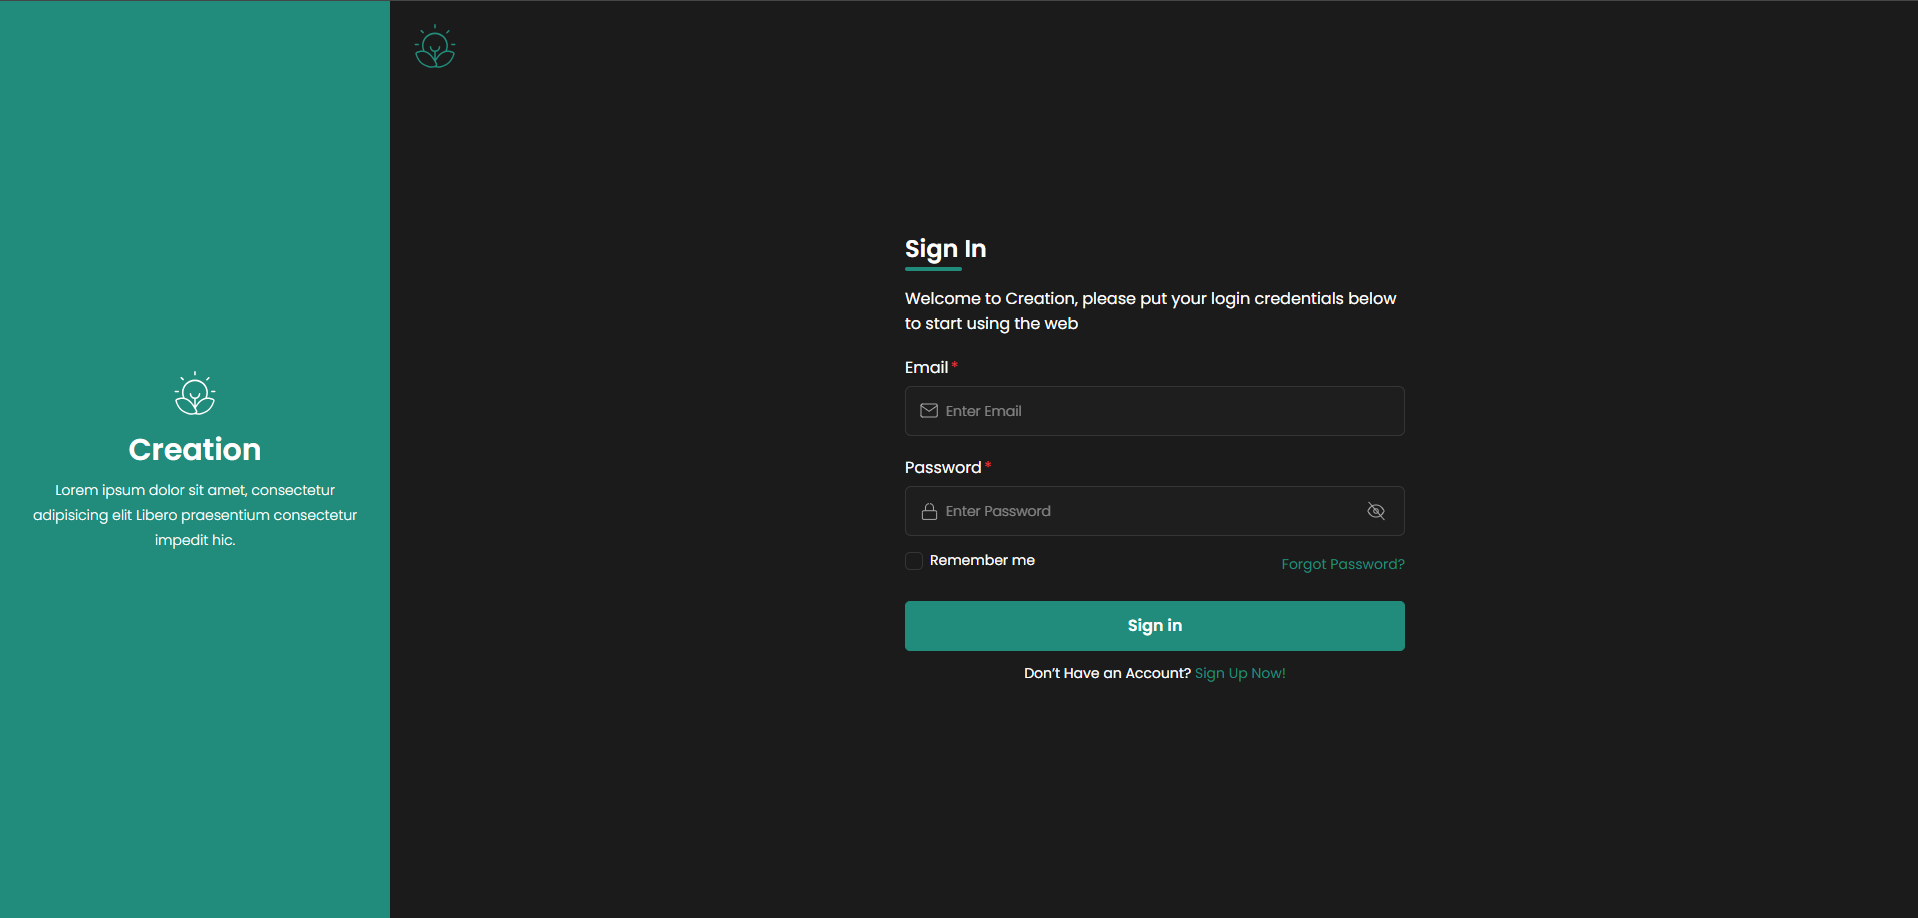 Creation
Lorem ipsum dolor sit amet, consectetur
adipisicing elit Libero praesentium consectetur
impedit hic.
Sign In
Welcome to Creation, please put your login credentials below
to start using the web
Email *
Enter Email
Password *
Enter Password
Remember me
Forgot Password?
Sign in
Don’t Have an Account? Sign Up Now!